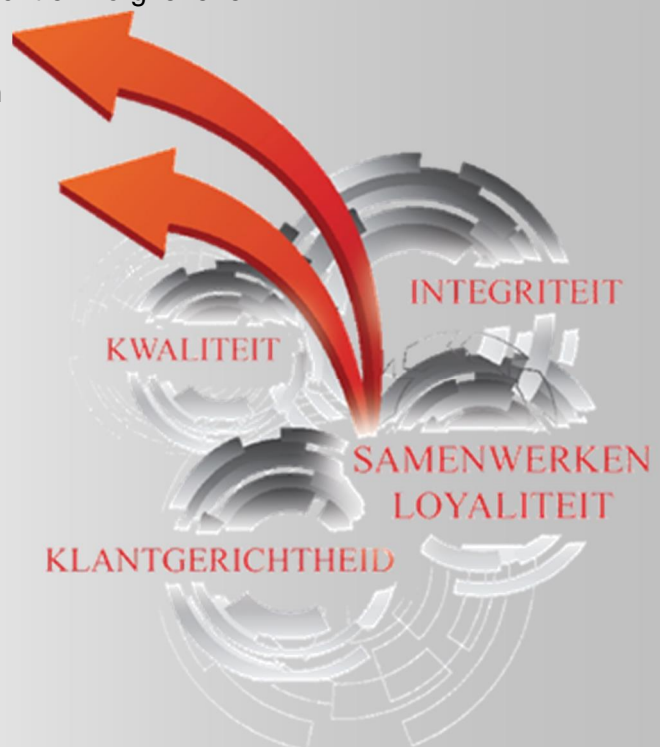 INTEGRITEIT
KWALITEIT
SAMENWERKEN
LOYALITEIT
KLANTGERICHTHEID